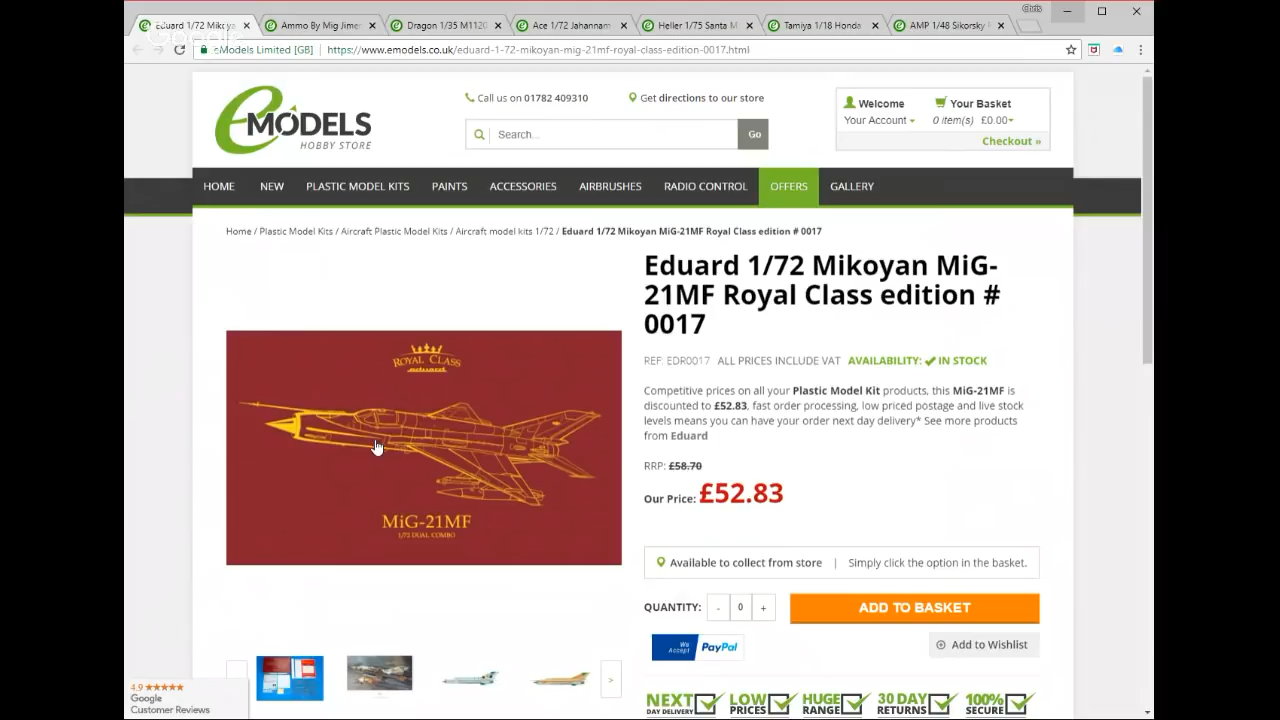 Chris
Eduard 1/72 Mikoya
Ammo By Mig Jimer
Dragon 1/35 M1120
Ace 1/72 Jahannam
Heller 1/75 Santa M
Tamiya 1/18 Honda
AMP 1/48 Sikorsky
Google
eModels Limited [GB]
https://www.emodels.co.uk/eduard-1-72-mikoyan-mig-21mf-royal-class-edition-0017.html
eMODELS
HOBBY STORE
Call us on 01782 409310
Get directions to our store
Search...
Go
Welcome
Your Basket
Your Account
0 item(s) £0.00
Checkout »
HOME NEW PLASTIC MODEL KITS PAINTS ACCESSORIES AIRBRUSHES RADIO CONTROL OFFERS GALLERY
Home / Plastic Model Kits / Aircraft Plastic Model Kits / Aircraft model kits 1/72 / Eduard 1/72 Mikoyan MiG-21MF Royal Class edition # 0017
Eduard 1/72 Mikoyan MiG-
21MF Royal Class edition #
0017
REF: EDR0017 ALL PRICES INCLUDE VAT AVAILABILITY: IN STOCK
Competitive prices on all your Plastic Model Kit products, this MiG-21MF is
discounted to £52.83, fast order processing, low priced postage and live stock
levels means you can have your order next day delivery* See more products
from Eduard
RRP: £58.70
Our Price: £52.83
ROYAL CLASS
eduard
MiG-21MF
1/72 DUAL COMBO
Available to collect from store | Simply click the option in the basket.
QUANTITY: - 0 +
ADD TO BASKET
We Accept PayPal
Add to Wishlist
>
4.9
Google
Customer Reviews
NEXT
DAY DELIVERY
LOW
PRICES
HUGE
RANGE
30 DAY
RETURNS
100%
SECURE